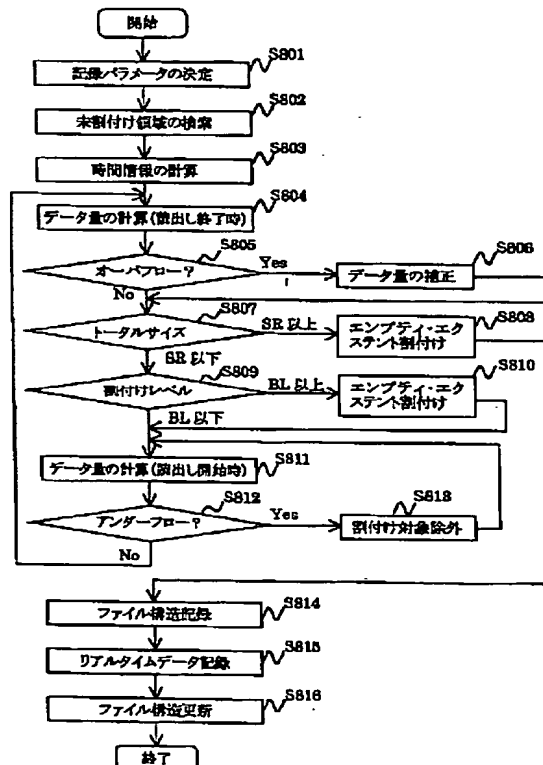 開始
S801
記録パラメータの決定
S802
未割付け領域の検索
S803
時間情報の計算
S804
データ量の計算(読出し終了時)
S805
オーバフロー?
Yes
S806
データ量の補正
No
S807
トータルサイズ
SR 以上
S808
エンプティ・エク
ステント割付け
SR 以下
S809
割付けレベル
BL 以上
S810
エンプティ・エク
ステント割付け
BL 以下
S811
データ量の計算(読出し開始時)
S812
アンダーフロー?
Yes
S813
割付け対象除外
No
S814
ファイル構造記録
S815
リアルタイムデータ記録
S816
ファイル構造更新
終了